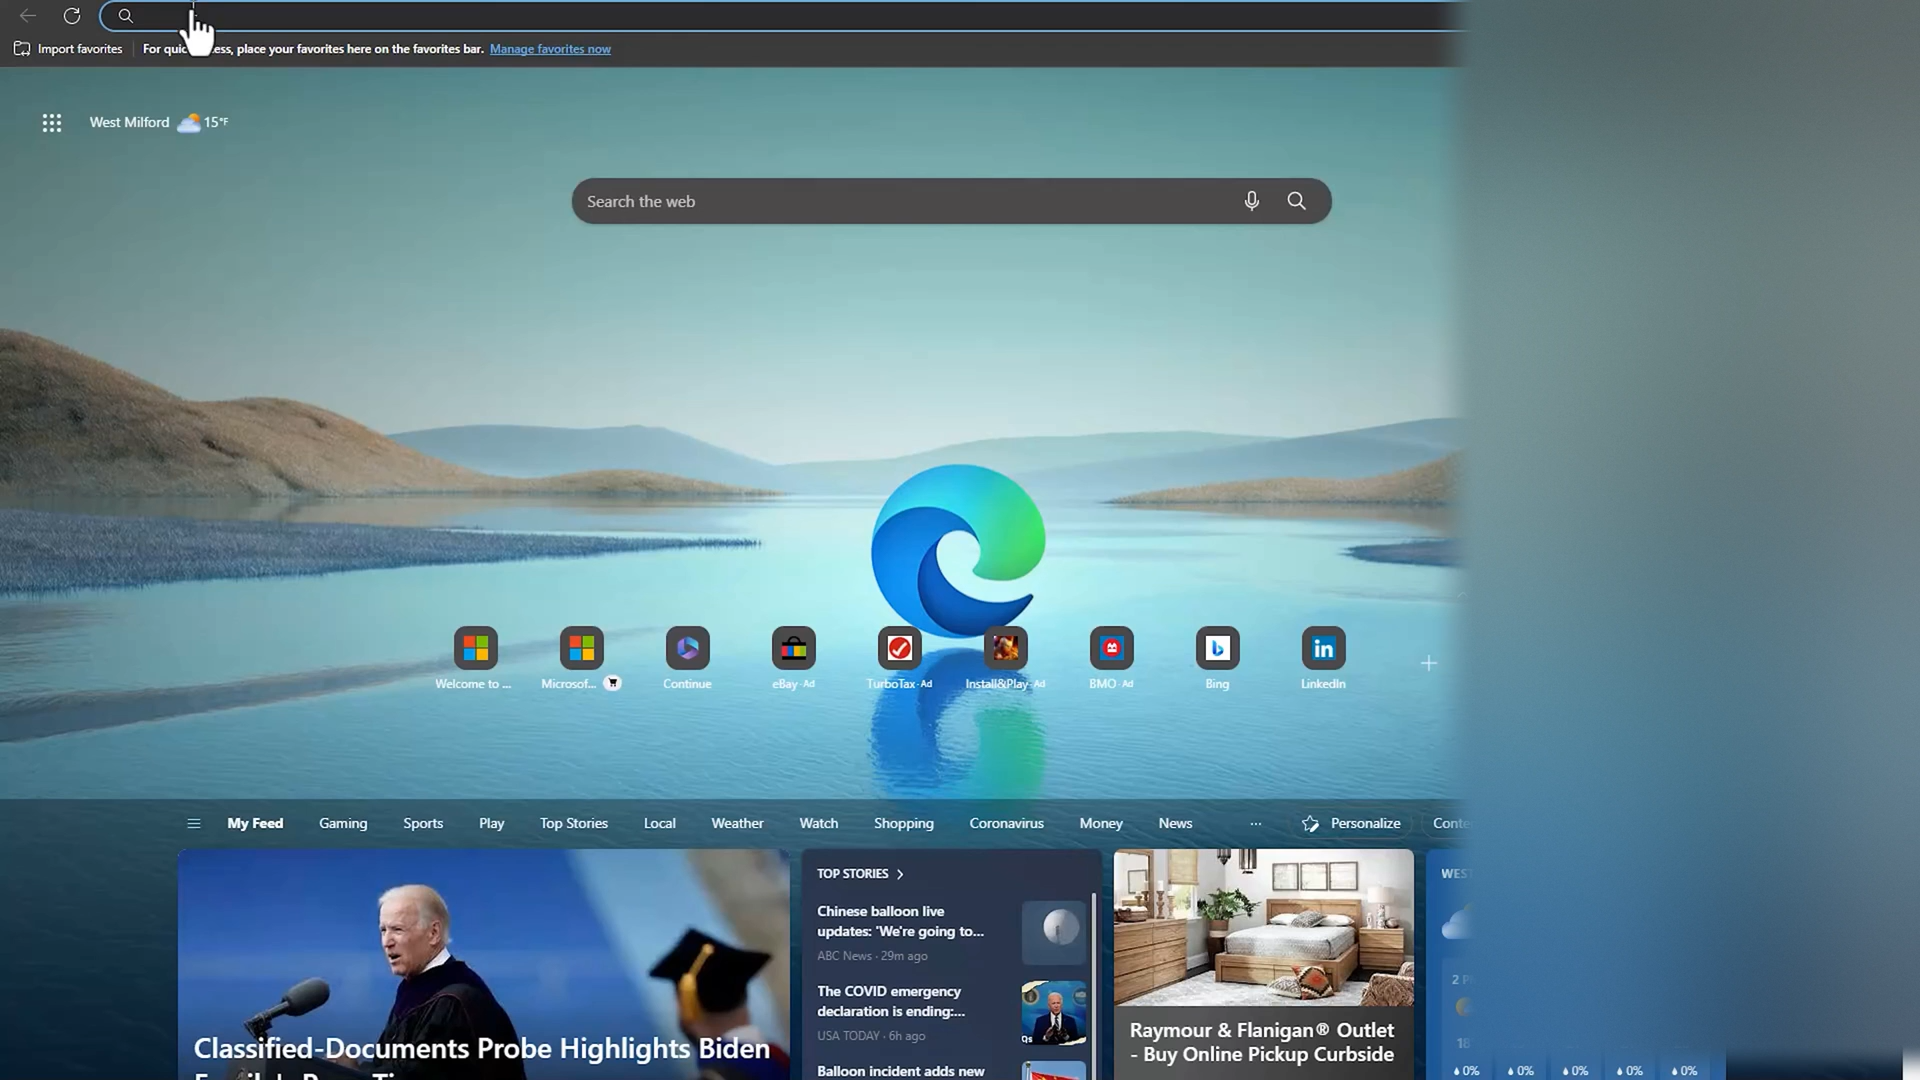 Import favorites
For quic ess, place your favorites here on the favorites bar. Manage favorites now
West Milford 15°F
Search the web
Welcome to ...
Microsof...
Continue
eBay · Ad
TurboTax · Ad
Install&Play · Ad
BMO · Ad
Bing
LinkedIn
My Feed Gaming Sports Play Top Stories Local Weather Watch Shopping Coronavirus Money News ... Personalize Conte
Classified-Documents Probe Highlights Biden
TOP STORIES
Chinese balloon live
updates: 'We're going to...
ABC News · 29m ago
The COVID emergency
declaration is ending:...
USA TODAY · 6h ago
Balloon incident adds new
Raymour & Flanigan® Outlet
- Buy Online Pickup Curbside
WEST
2 P
18
0% 0% 0% 0% 0%